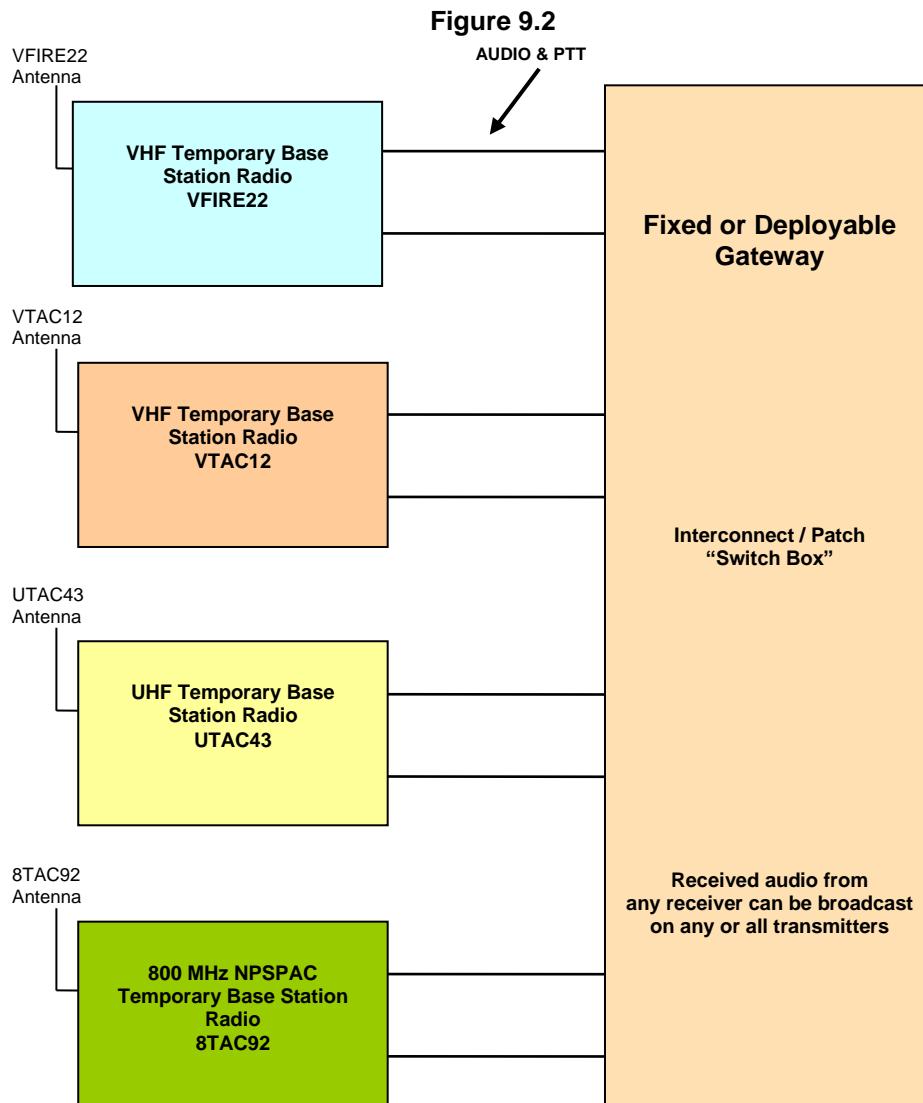 Figure 9.2
AUDIO & PTT
VFIRE22
Antenna
VHF Temporary Base
Station Radio
VFIRE22
Fixed or Deployable
Gateway
VTAC12
Antenna
VHF Temporary Base
Station Radio
VTAC12
Interconnect / Patch
“Switch Box”
UTAC43
Antenna
UHF Temporary Base
Station Radio
UTAC43
8TAC92
Antenna
Received audio from
any receiver can be broadcast
on any or all transmitters
800 MHz NPSPAC
Temporary Base Station
Radio
8TAC92